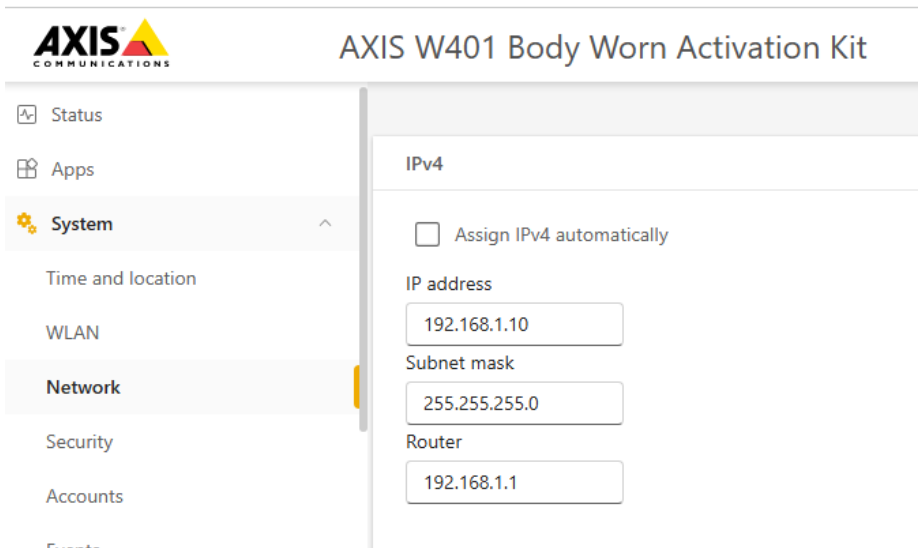 AXIS
COMMUNICATIONS
AXIS W401 Body Worn Activation Kit
Status
Apps
System
Time and location
WLAN
Network
Security
Accounts
IPv4
Assign IPv4 automatically
IP address
192.168.1.10
Subnet mask
255.255.255.0
Router
192.168.1.1